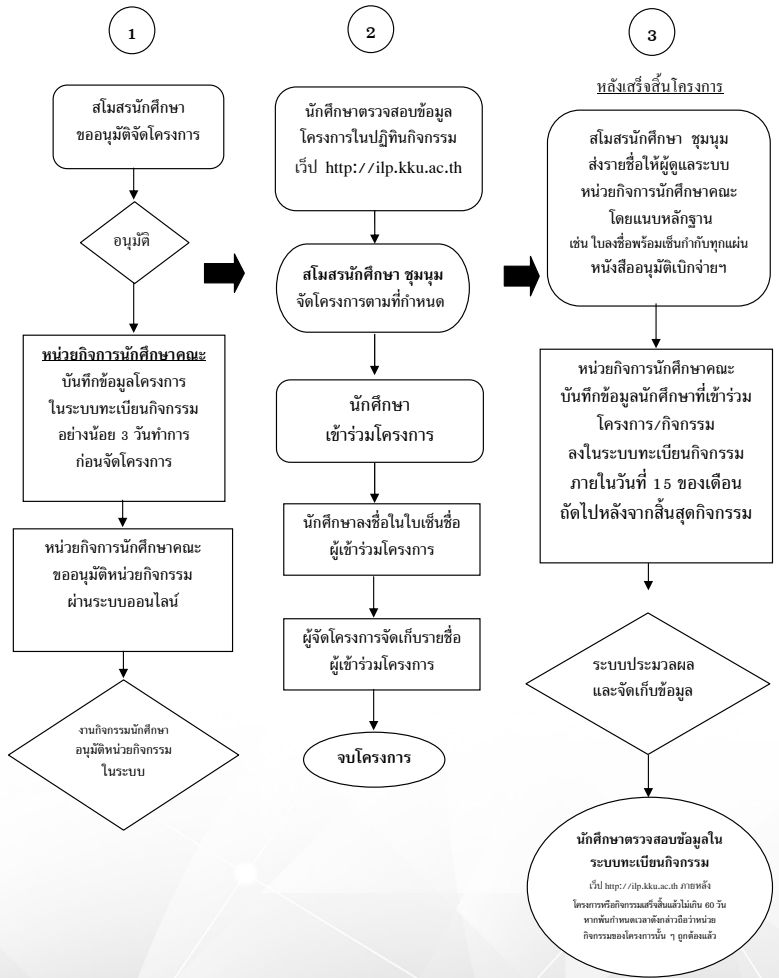 1
สโมสรนักศึกษา
ขออนุมัติจัดโครงการ
อนุมัติ
หน่วยกิจการนักศึกษาคณะ
บันทึกข้อมูลโครงการ
ในระบบทะเบียนกิจกรรม
อย่างน้อย 3 วันทำการ
ก่อนจัดโครงการ
หน่วยกิจการนักศึกษาคณะ
ขออนุมัติหน่วยกิจกรรม
ผ่านระบบออนไลน์
งานกิจกรรมนักศึกษา
อนุมัติหน่วยกิจกรรม
ในระบบ
2
นักศึกษาตรวจสอบข้อมูล
โครงการในปฏิทินกิจกรรม
เว็ป http://ilp.kku.ac.th
สโมสรนักศึกษา ชุมนุม
จัดโครงการตามที่กำหนด
นักศึกษา
เข้าร่วมโครงการ
นักศึกษาลงชื่อในใบเซ็นชื่อ
ผู้เข้าร่วมโครงการ
ผู้จัดโครงการจัดเก็บรายชื่อ
ผู้เข้าร่วมโครงการ
จบโครงการ
3
หลังเสร็จสิ้นโครงการ
สโมสรนักศึกษา ชุมนุม
ส่งรายชื่อให้ผู้ดูแลระบบ
หน่วยกิจการนักศึกษาคณะ
โดยแนบหลักฐาน
เช่น ใบลงชื่อพร้อมเซ็นกำกับทุกแผ่น
หนังสืออนุมัติเบิกจ่ายฯ
หน่วยกิจการนักศึกษาคณะ
บันทึกข้อมูลนักศึกษาที่เข้าร่วม
โครงการ/กิจกรรม
ลงในระบบทะเบียนกิจกรรม
ภายในวันที่ 15 ของเดือน
ถัดไปหลังจากสิ้นสุดกิจกรรม
ระบบประมวลผล
และจัดเก็บข้อมูล
นักศึกษาตรวจสอบข้อมูลใน
ระบบทะเบียนกิจกรรม
เว็ป http://ilp.kku.ac.th ภายหลัง
โครงการหรือกิจกรรมเสร็จสิ้นแล้วไม่เกิน 60 วัน
หากพ้นกำหนดเวลาดังกล่าวถือว่าหน่วย
กิจกรรมของโครงการนั้น ๆ ถูกต้องแล้ว